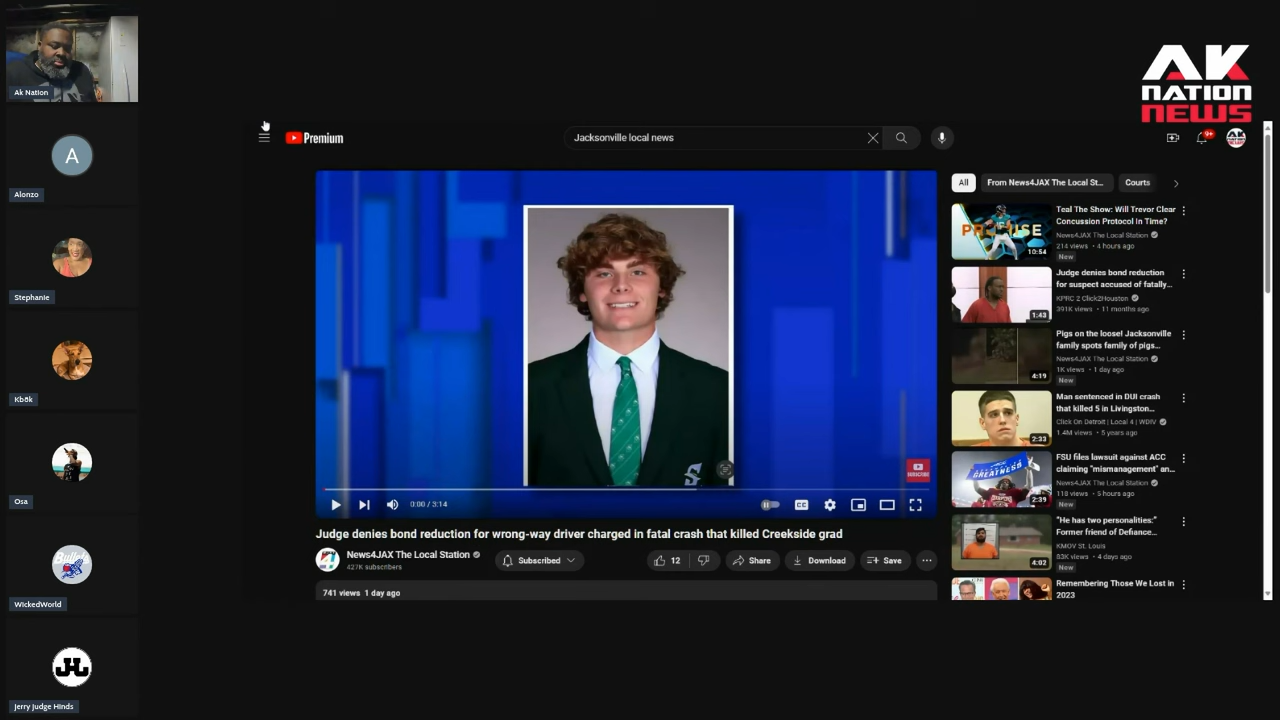 Ak Nation
A
Alonzo
Stephanie
Kb6k
Osa
Bullets
WickedWorld
Jerry Judge Hinds
AK
NATION
NEWS
Premium
Jacksonville local news
9+
SUBSCRIBE
0:00 / 3:14
CC
Judge denies bond reduction for wrong-way driver charged in fatal crash that killed Creekside grad
News4JAX The Local Station
427K subscribers
Subscribed
12
Share
Download
Save
741 views 1 day ago
All
From News4JAX The Local St...
Courts
PROMISE
10:54
Teal The Show: Will Trevor Clear
Concussion Protocol In Time?
News4JAX The Local Station
214 views • 4 hours ago
New
1:43
Judge denies bond reduction
for suspect accused of fatally...
KPRC 2 Click2Houston
391K views • 11 months ago
4:19
Pigs on the loose! Jacksonville
family spots family of pigs...
News4JAX The Local Station
1K views • 1 day ago
New
2:33
Man sentenced in DUI crash
that killed 5 in Livingston...
Click On Detroit | Local 4 | WDIV
1.4M views • 5 years ago
GREATNESS
2:39
FSU files lawsuit against ACC
claiming "mismanagement" an...
News4JAX The Local Station
118 views • 5 hours ago
New
4:02
"He has two personalities:"
Former friend of Defiance...
KMOV St. Louis
83K views • 4 days ago
New
Remembering Those We Lost in
2023